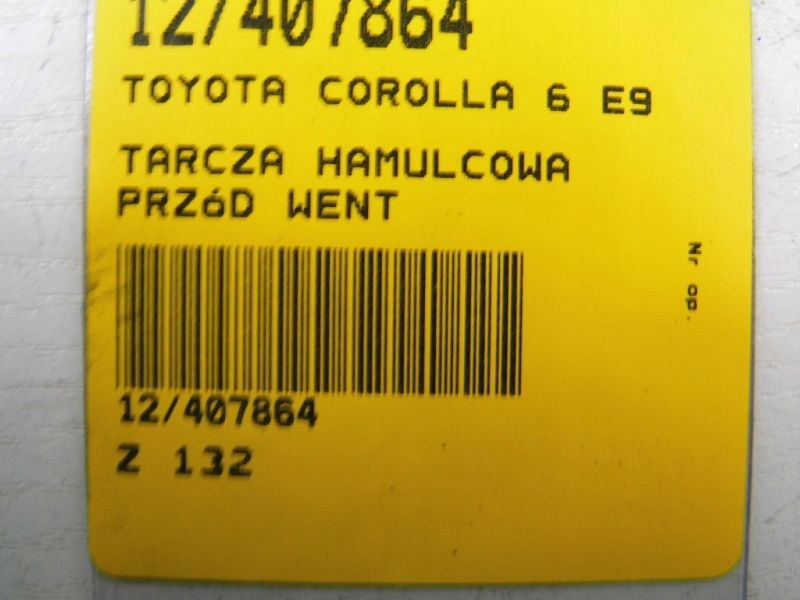 12/407864
TOYOTA COROLLA 6 E9
TARCZA HAMULCOWA
PRZóD WENT
Nr op.
12/407864
Z 132